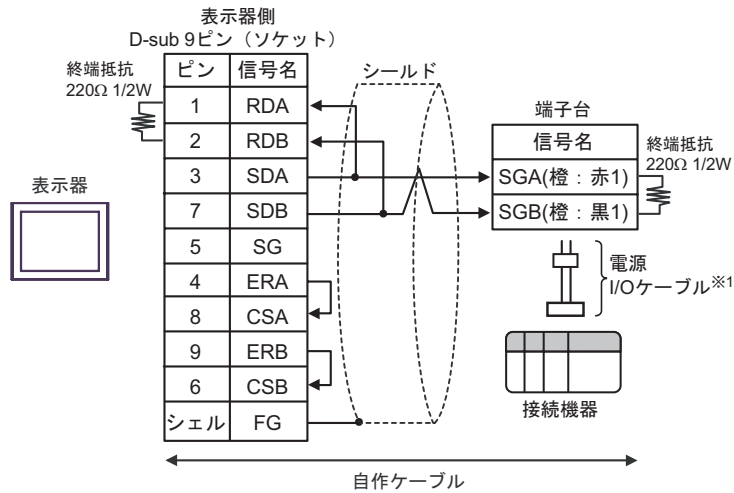 表示器側
D-sub 9ピン（ソケット）
終端抵抗
220Ω 1/2W
ピン 信号名
1 RDA
2 RDB
3 SDA
7 SDB
5 SG
4 ERA
8 CSA
9 ERB
6 CSB
シェル FG
表示器
シールド
端子台
信号名
SGA(橙：赤1)
SGB(橙：黒1)
終端抵抗
220Ω 1/2W
電源
I/Oケーブル※1
接続機器
自作ケーブル